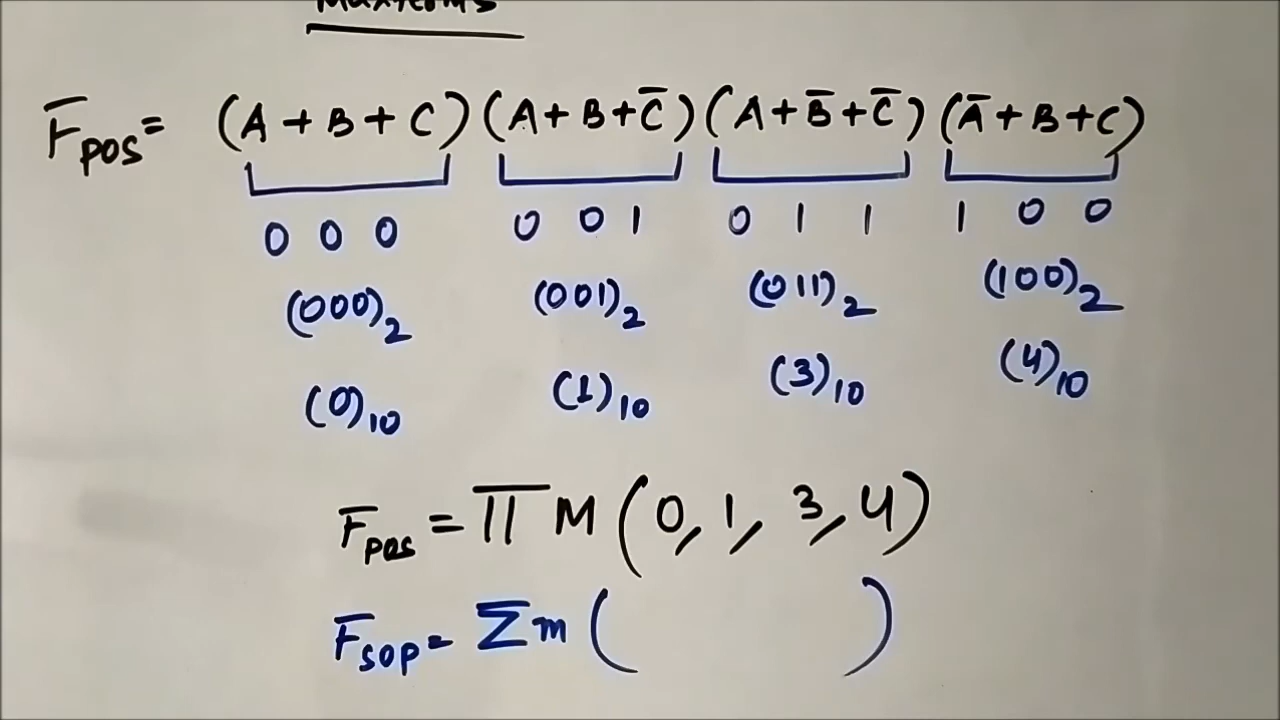 Maxterms
F_POS = (A + B + C) (A + B + C̅) (A + B̅ + C̅) (A̅ + B + C)
0 0 0 0 0 1 0 1 1 1 0 0
(000)₂ (001)₂ (011)₂ (100)₂
(0)₁₀ (1)₁₀ (3)₁₀ (4)₁₀
F_POS = Π M (0, 1, 3, 4)
F_SOP = Σm ( )